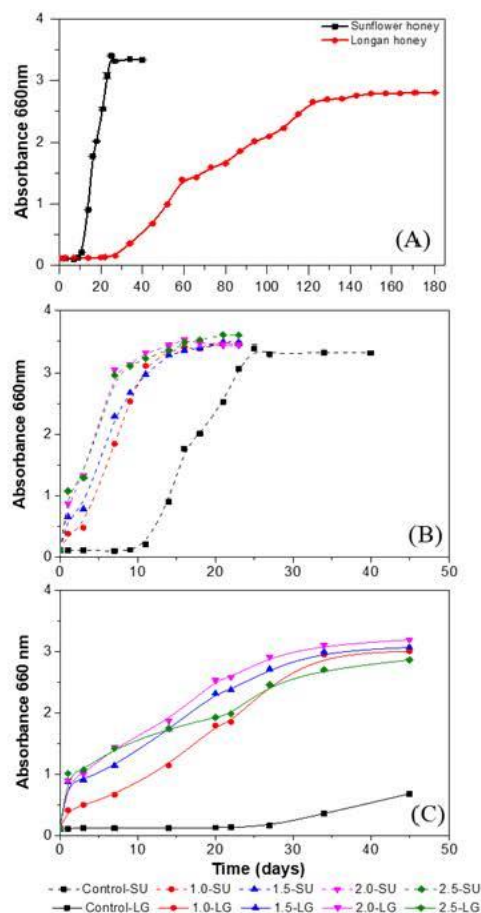 Sunflower honey
Longan honey
4
3
2
1
0
Absorbance 660nm
(A)
0 20 40 60 80 100 120 140 160 180
4
3
2
1
0
Absorbance 660nm
(B)
0 10 20 30 40 50
4
3
2
1
0
Absorbance 660 nm
(C)
0 10 20 30 40 50
Time (days)
Control-SU 1.0-SU 1.5-SU 2.0-SU 2.5-SU
Control-LG 1.0-LG 1.5-LG 2.0-LG 2.5-LG